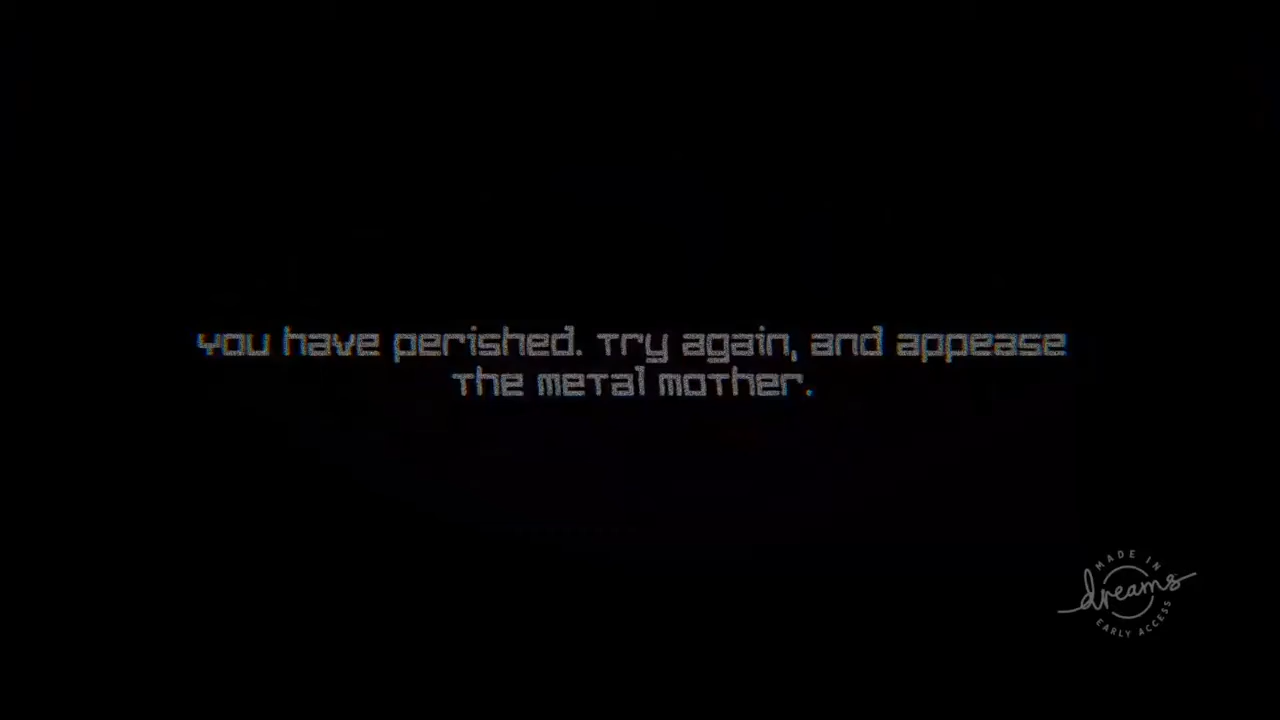 You have perished. Try again, and appease
the metal mother.
MADE IN
dreams
EARLY ACCESS